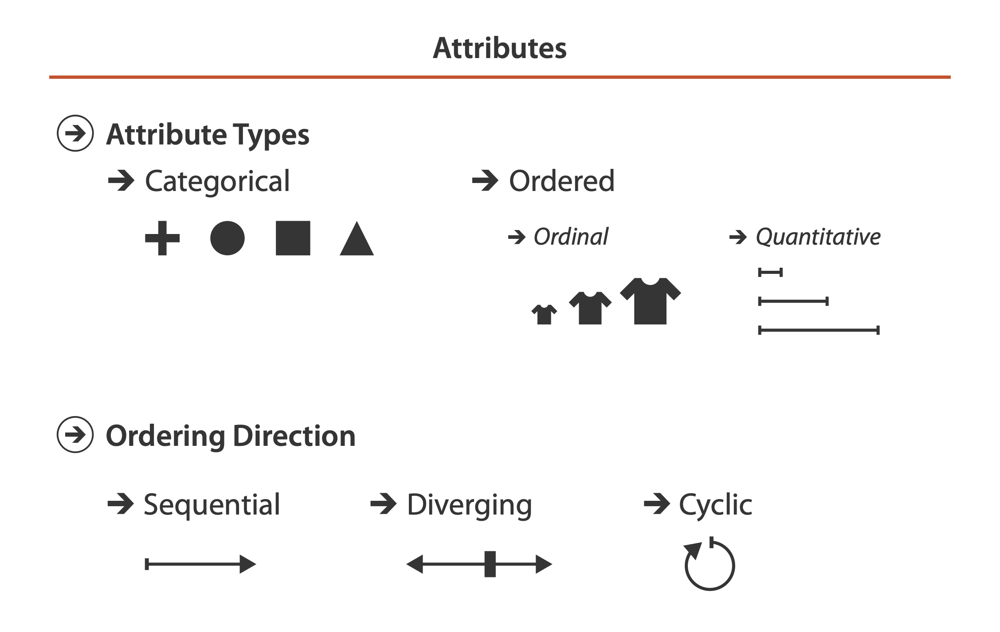 Attributes
Attribute Types
Categorical
Ordered
Ordinal
Quantitative
Ordering Direction
Sequential
Diverging
Cyclic